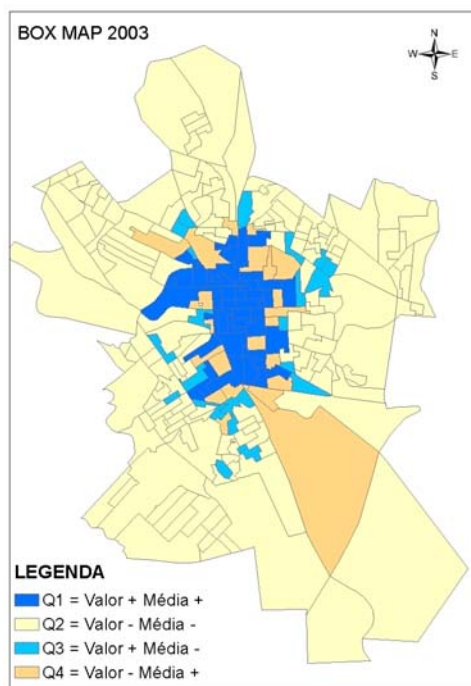 BOX MAP 2003
N
W E
S
LEGENDA
Q1 = Valor + Média +
Q2 = Valor - Média -
Q3 = Valor + Média -
Q4 = Valor - Média +